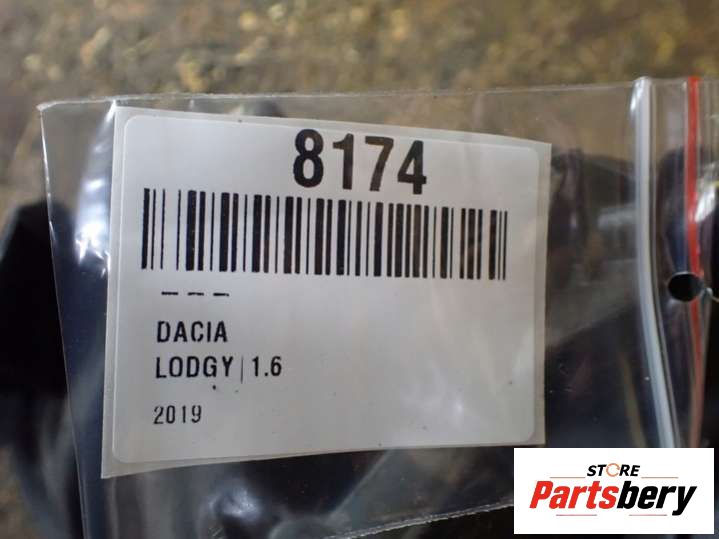 8174
DACIA
LODGY | 1.6
2019
STORE
Partsbery